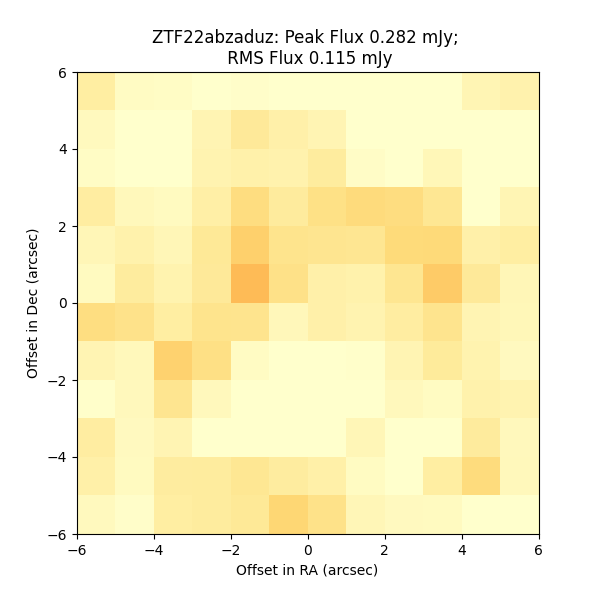 ZTF22abzaduz: Peak Flux 0.282 mJy;
RMS Flux 0.115 mJy
6
4
2
0
−2
−4
−6
Offset in Dec (arcsec)
−6 −4 −2 0 2 4 6
Offset in RA (arcsec)